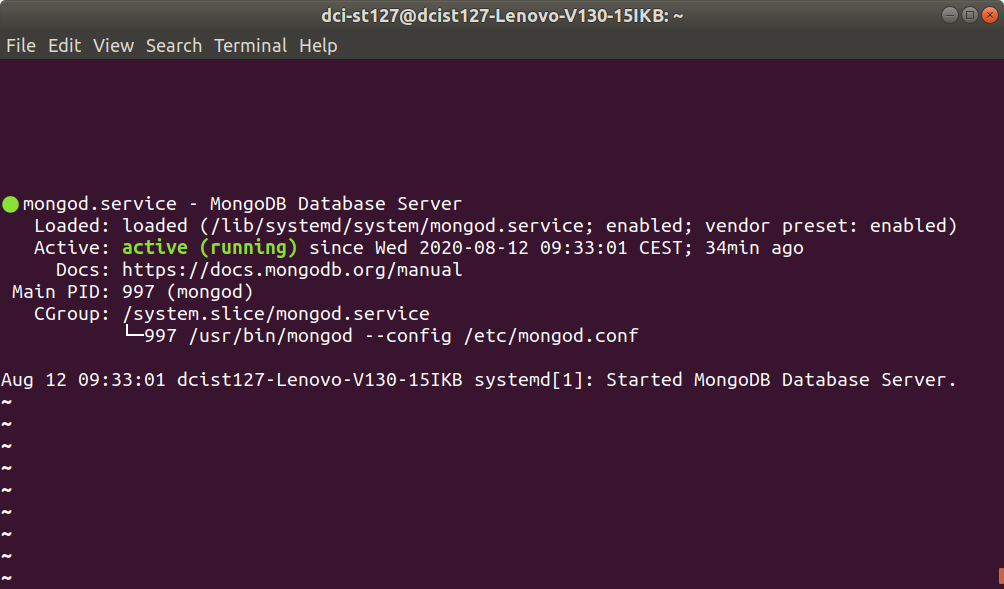 dci-st127@dcist127-Lenovo-V130-15IKB: ~
File Edit View Search Terminal Help
mongod.service - MongoDB Database Server
Loaded: loaded (/lib/systemd/system/mongod.service; enabled; vendor preset: enabled)
Active: active (running) since Wed 2020-08-12 09:33:01 CEST; 34min ago
Docs: https://docs.mongodb.org/manual
Main PID: 997 (mongod)
CGroup: /system.slice/mongod.service
└─997 /usr/bin/mongod --config /etc/mongod.conf
Aug 12 09:33:01 dcist127-Lenovo-V130-15IKB systemd[1]: Started MongoDB Database Server.
~
~
~
~
~
~
~
~
~